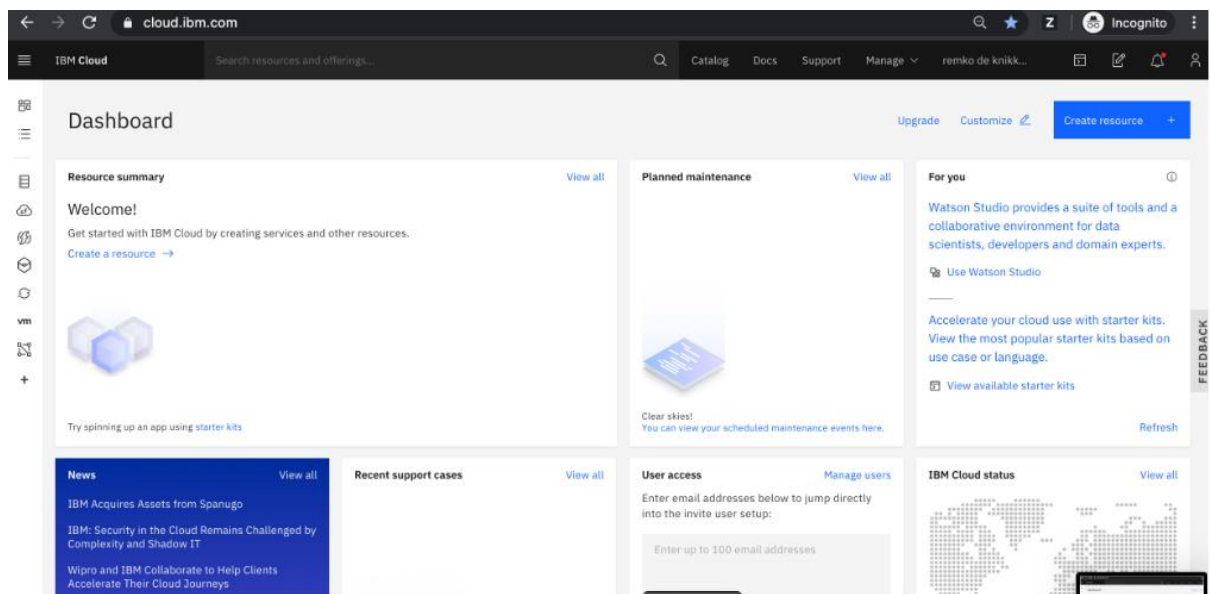 cloud.ibm.com
Z
Incognito
IBM Cloud
Search resources and offerings...
Catalog
Docs
Support
Manage
remko de knikk...
Dashboard
Upgrade
Customize
Create resource +
Resource summary
View all
Welcome!
Get started with IBM Cloud by creating services and other resources.
Create a resource →
Try spinning up an app using starter kits
Planned maintenance
View all
Clear skies!
You can view your scheduled maintenance events here.
For you
Watson Studio provides a suite of tools and a
collaborative environment for data
scientists, developers and domain experts.
Use Watson Studio
Accelerate your cloud use with starter kits.
View the most popular starter kits based on
use case or language.
View available starter kits
Refresh
vm
FEEDBACK
News
View all
IBM Acquires Assets from Spanugo
IBM: Security in the Cloud Remains Challenged by
Complexity and Shadow IT
Wipro and IBM Collaborate to Help Clients
Accelerate Their Cloud Journeys
Recent support cases
View all
User access
Manage users
Enter email addresses below to jump directly
into the invite user setup:
Enter up to 100 email addresses
IBM Cloud status
View all